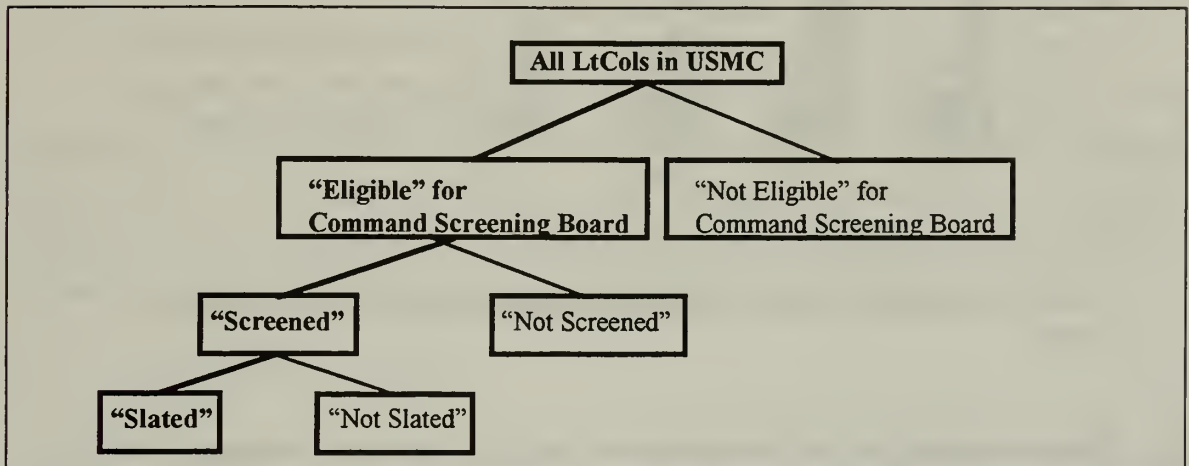 All LtCols in USMC
“Eligible” for
Command Screening Board
“Not Eligible” for
Command Screening Board
“Screened”
“Not Screened”
“Slated”
“Not Slated”